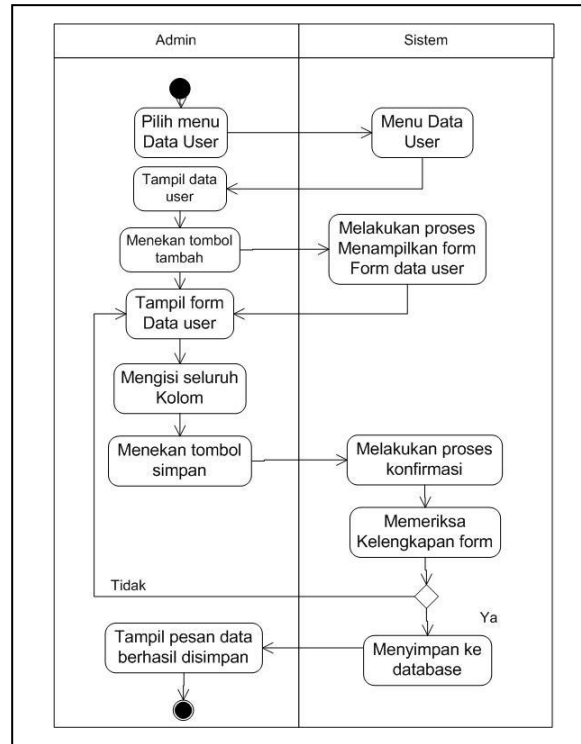 Admin
Sistem
Pilih menu
Data User
Menu Data
User
Tampil data
user
Menekan tombol
tambah
Melakukan proses
Menampilkan form
Form data user
Tampil form
Data user
Mengisi seluruh
Kolom
Menekan tombol
simpan
Melakukan proses
konfirmasi
Memeriksa
Kelengkapan form
Tidak
Ya
Menyimpan ke
database
Tampil pesan data
berhasil disimpan